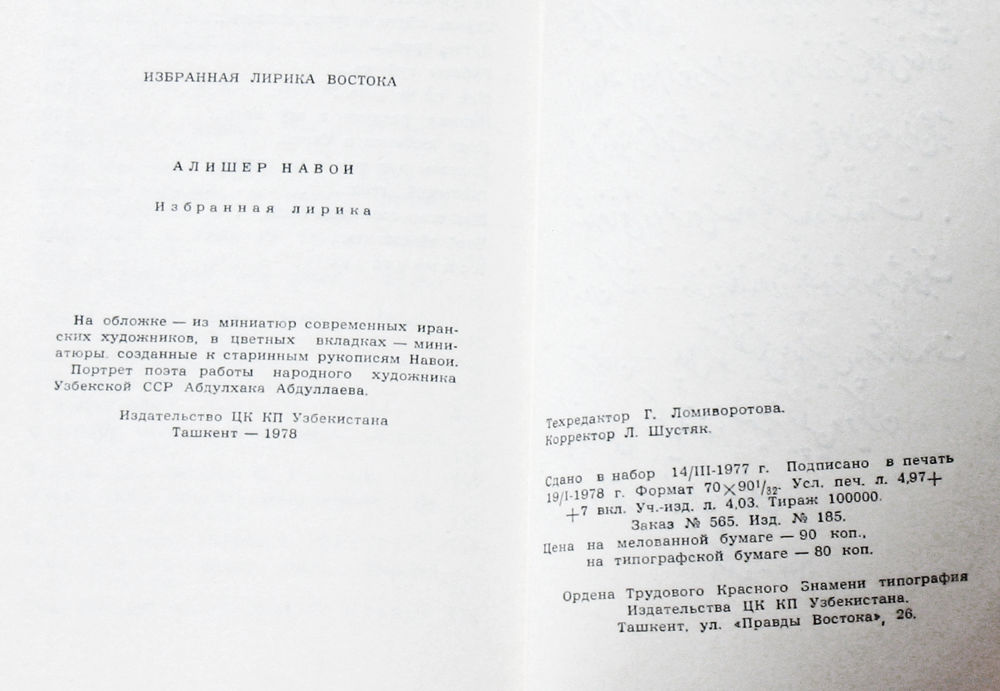 ИЗБРАННАЯ ЛИРИКА ВОСТОКА
АЛИШЕР НАВОИ
Избранная лирика
На обложке — из миниатюр современных иран-
ских художников, в цветных вкладках — мини-
атюры. созданные к старинным рукописям Навои.
Портрет поэта работы народного художника
Узбекской ССР Абдулхака Абдуллаева.
Издательство ЦК КП Узбекистана
Ташкент — 1978
Техредактор Г. Ломиворотова.
Корректор Л. Шустяк.
Сдано в набор 14/III-1977 г. Подписано в печать
19/I-1978 г. Формат 70×90¹/₃₂. Усл. печ. л. 4,97+
+7 вкл. Уч.-изд. л. 4,03. Тираж 100000.
Заказ № 565. Изд. № 185.
Цена на мелованной бумаге — 90 коп.,
на типографской бумаге — 80 коп.
Ордена Трудового Красного Знамени типография
Издательства ЦК КП Узбекистана.
Ташкент, ул. «Правды Востока», 26.